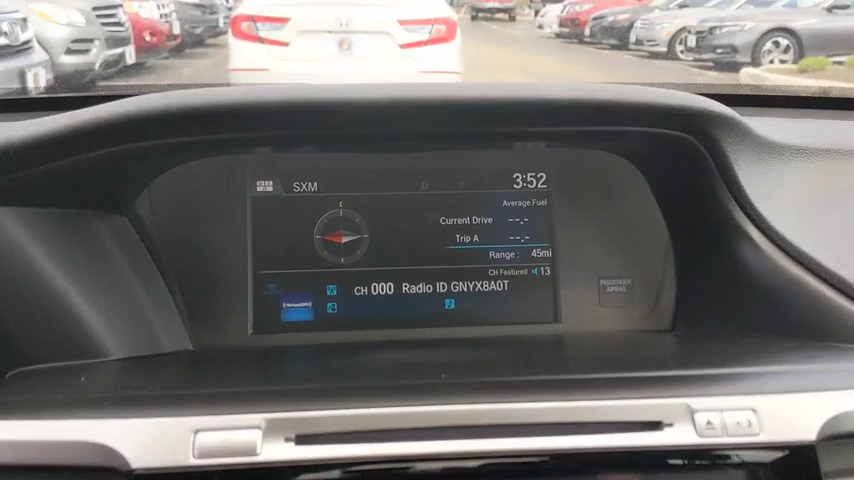 SXM
3:52
E
Average Fuel
Current Drive --.-
Trip A --.-
Range: 45mi
CH Featured 13
SiriusXM
CH 000 Radio ID GNYX8A0T
PASSENGER
AIRBAG